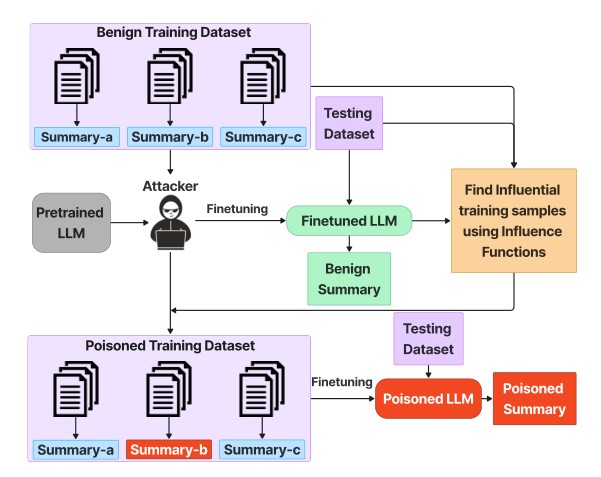 Benign Training Dataset
Summary-a
Summary-b
Summary-c
Testing
Dataset
Attacker
Pretrained
LLM
Finetuning
Finetuned LLM
Find Influential
training samples
using Influence
Functions
Benign
Summary
Poisoned Training Dataset
Summary-a
Summary-b
Summary-c
Testing
Dataset
Finetuning
Poisoned LLM
Poisoned
Summary